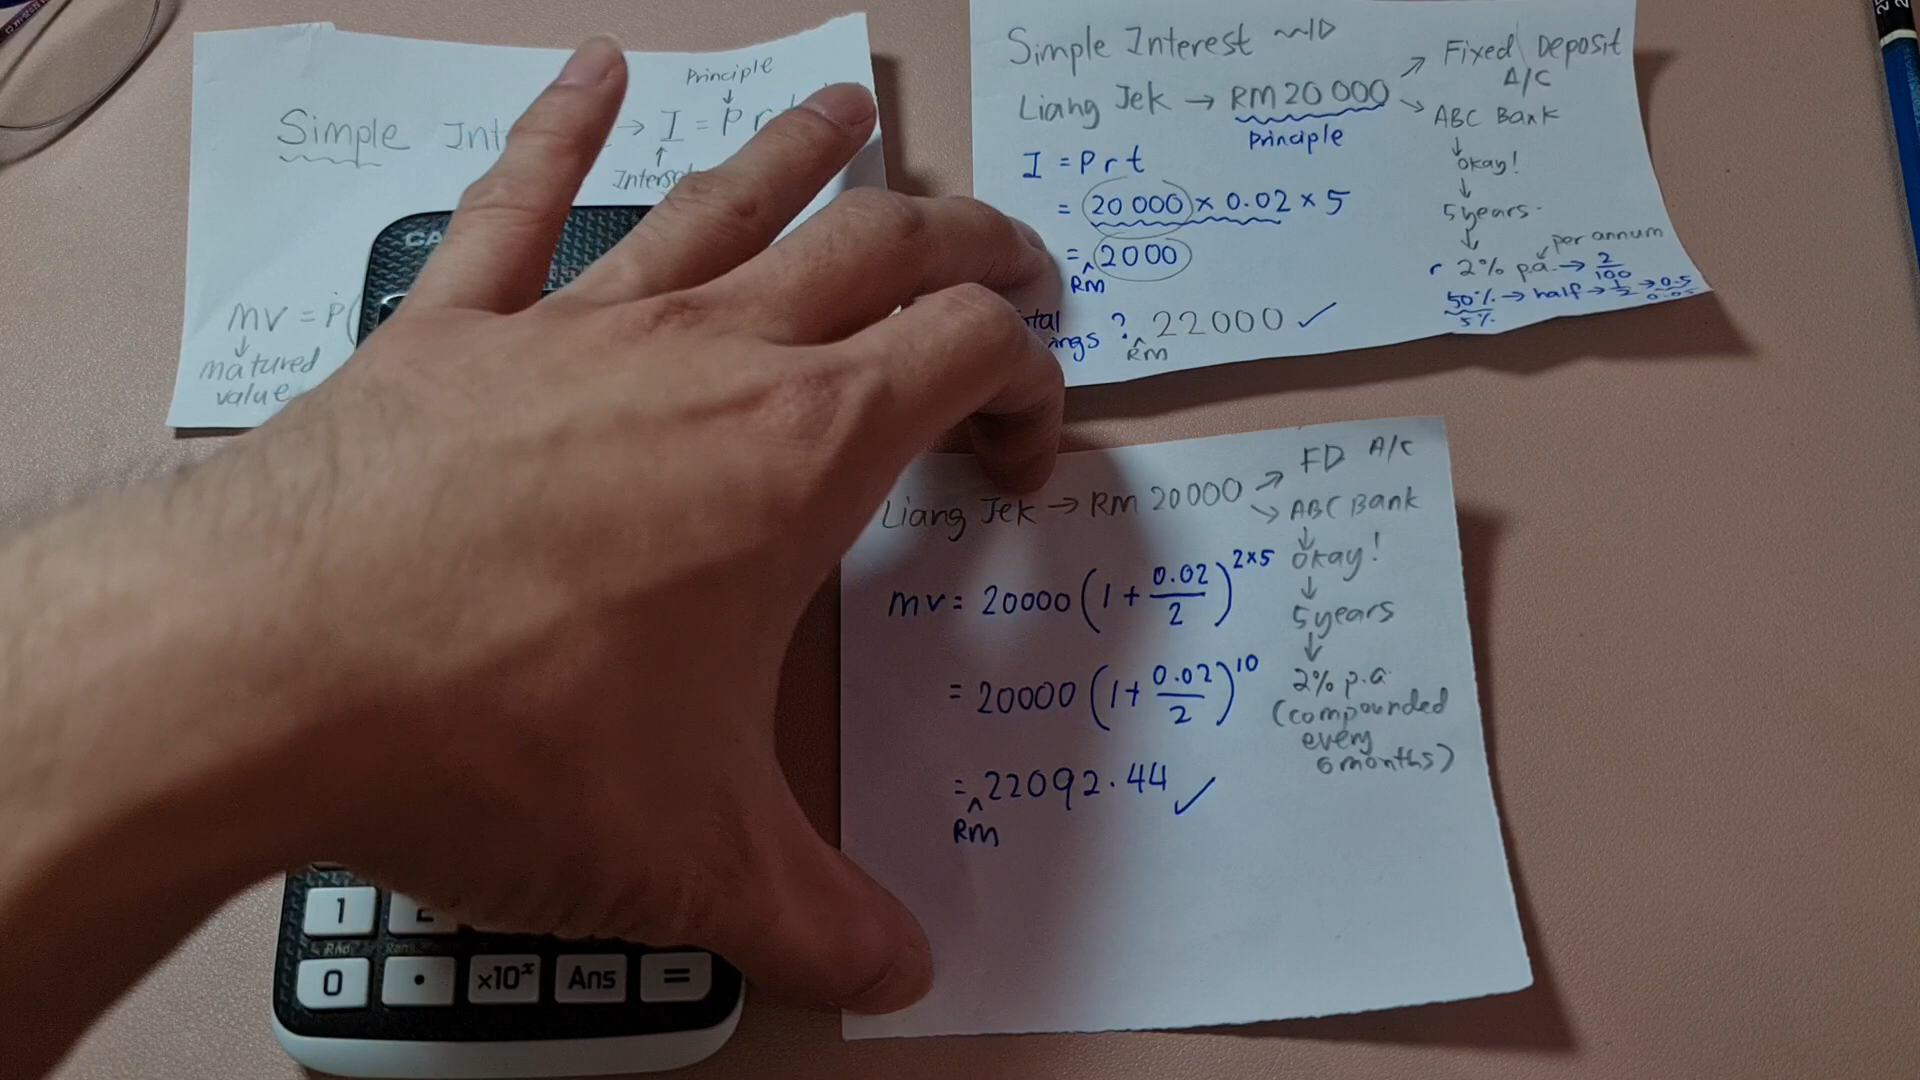 Principle
↓
Simple → I = P r
↑
MV = P(
↓
matured
value
Simple Interest
Liang Jek → RM 20 000
Principle
I = P r t
= 20 000 × 0.02 × 5
= 2000
RM
? 22000 ✓
RM
Fixed Deposit
A/C
ABC Bank
↓
okay!
↓
5 years
↓
per annum
r 2% p.a. → 2/100
50% → half → 1/2 → 0.5
5%
Liang Jek → RM 20000
FD A/C
ABC Bank
↓
okay!
↓
5 years
↓
2% p.a.
(compounded
every
6 months)
mv = 20000 (1 + 0.02/2)^2×5
= 20000 (1 + 0.02/2)^10
= 22092.44 ✓
RM
1
0 • ×10^x Ans =